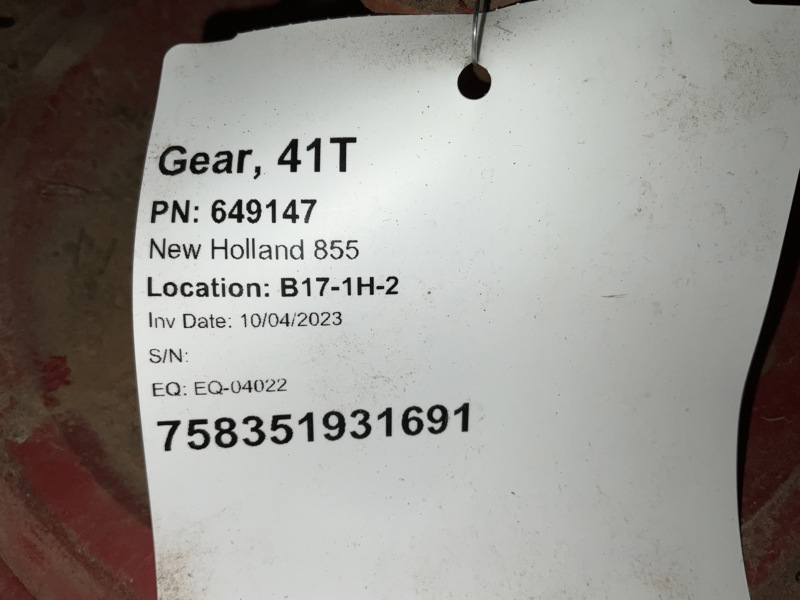 Gear, 41T
PN: 649147
New Holland 855
Location: B17-1H-2
Inv Date: 10/04/2023
S/N:
EQ: EQ-04022
758351931691